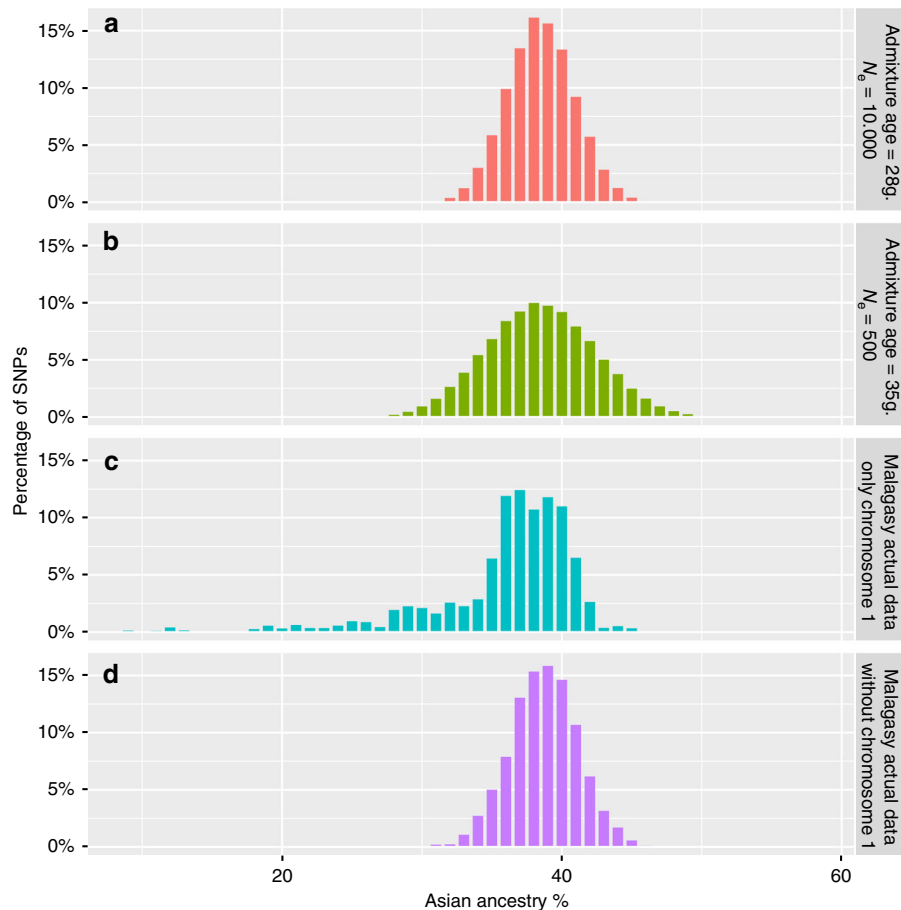 Percentage of SNPs
a
15%
10%
5%
0%
Admixture age = 28g.
Ne = 10.000
b
15%
10%
5%
0%
Admixture age = 35g.
Ne = 500
c
15%
10%
5%
0%
Malagasy actual data
only chromosome 1
d
15%
10%
5%
0%
Malagasy actual data
without chromosome 1
20 40 60
Asian ancestry %